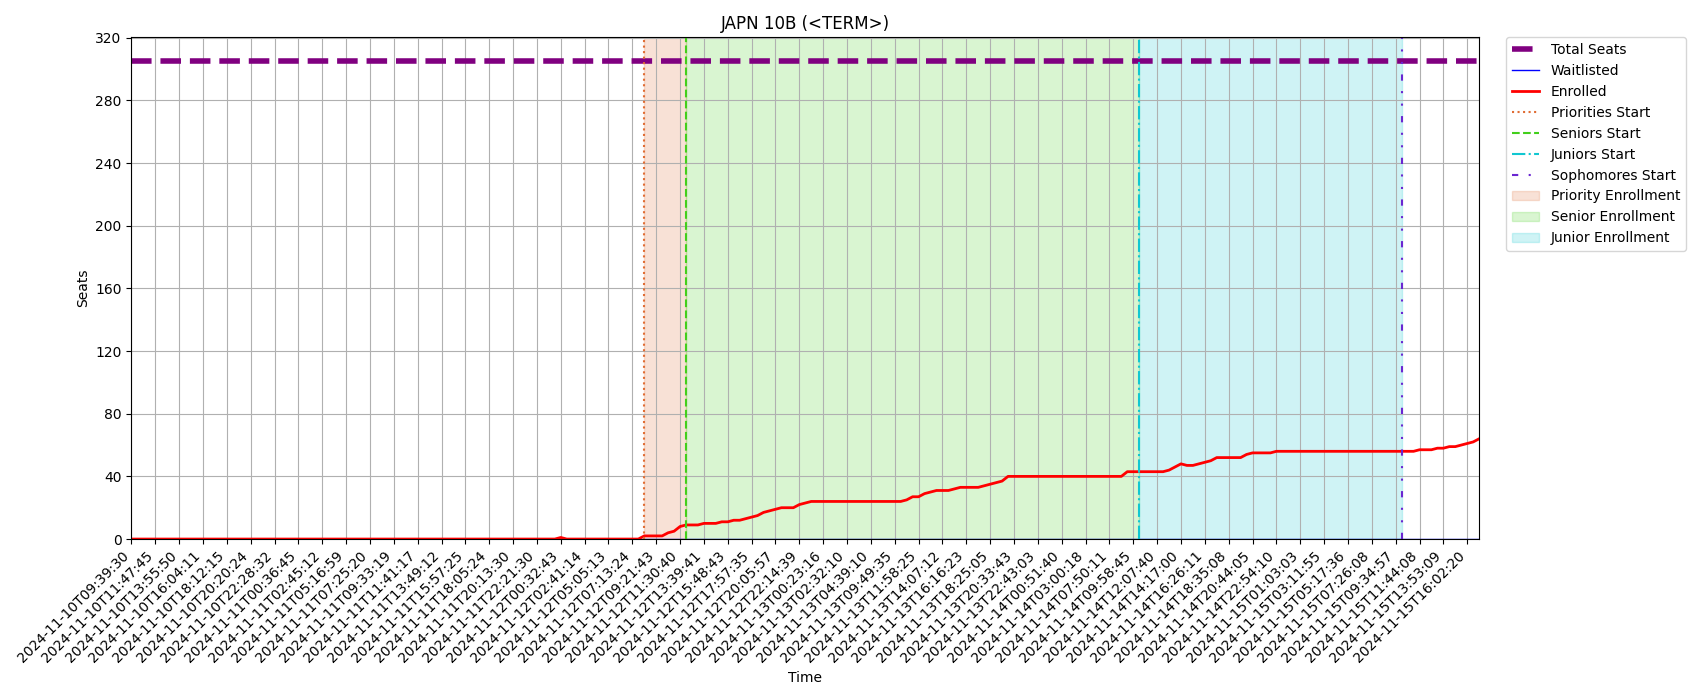 JAPN 10B (<TERM>)
320
280
240
200
160
120
80
40
0
Seats
Total Seats
Waitlisted
Enrolled
Priorities Start
Seniors Start
Juniors Start
Sophomores Start
Priority Enrollment
Senior Enrollment
Junior Enrollment
2024-11-10T09:39:30
2024-11-10T11:47:45
2024-11-10T13:55:50
2024-11-10T16:04:11
2024-11-10T18:12:15
2024-11-10T20:20:24
2024-11-10T22:28:32
2024-11-11T00:36:45
2024-11-11T02:45:12
2024-11-11T05:16:59
2024-11-11T07:25:20
2024-11-11T09:33:19
2024-11-11T11:41:17
2024-11-11T13:49:12
2024-11-11T15:57:25
2024-11-11T18:05:24
2024-11-11T20:13:30
2024-11-11T22:21:30
2024-11-12T00:32:43
2024-11-12T02:41:14
2024-11-12T05:05:13
2024-11-12T07:13:24
2024-11-12T09:21:43
2024-11-12T11:30:40
2024-11-12T13:39:41
2024-11-12T15:48:43
2024-11-12T17:57:35
2024-11-12T20:05:57
2024-11-12T22:14:39
2024-11-13T00:23:16
2024-11-13T02:32:10
2024-11-13T04:39:10
2024-11-13T09:49:35
2024-11-13T11:58:25
2024-11-13T14:07:12
2024-11-13T16:16:23
2024-11-13T18:25:05
2024-11-13T20:33:43
2024-11-13T22:43:03
2024-11-14T00:51:40
2024-11-14T03:00:18
2024-11-14T07:50:11
2024-11-14T09:58:45
2024-11-14T12:07:40
2024-11-14T14:17:00
2024-11-14T16:26:11
2024-11-14T18:35:08
2024-11-14T20:44:05
2024-11-14T22:54:10
2024-11-15T01:03:03
2024-11-15T03:11:55
2024-11-15T05:17:36
2024-11-15T07:26:08
2024-11-15T09:34:57
2024-11-15T11:44:08
2024-11-15T13:53:09
2024-11-15T16:02:20
Time